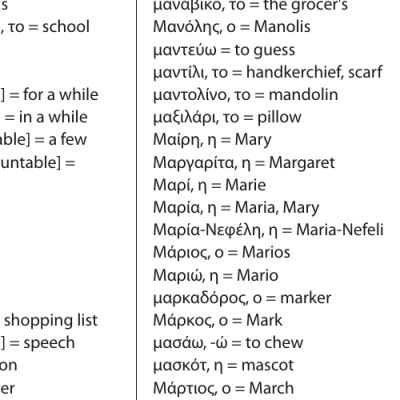 s
, το = school
] = for a while
= in a while
able] = a few
untable] =
shopping list
] = speech
on
er
μανάβικο, το = the grocer's
Μανόλης, ο = Manolis
μαντεύω = to guess
μαντίλι, το = handkerchief, scarf
μαντολίνο, το = mandolin
μαξιλάρι, το = pillow
Μαίρη, η = Mary
Μαργαρίτα, η = Margaret
Μαρί, η = Marie
Μαρία, η = Maria, Mary
Μαρία-Νεφέλη, η = Maria-Nefeli
Μάριος, ο = Marios
Μαριώ, η = Mario
μαρκαδόρος, ο = marker
Μάρκος, ο = Mark
μασάω, -ώ = to chew
μασκότ, η = mascot
Μάρτιος, ο = March